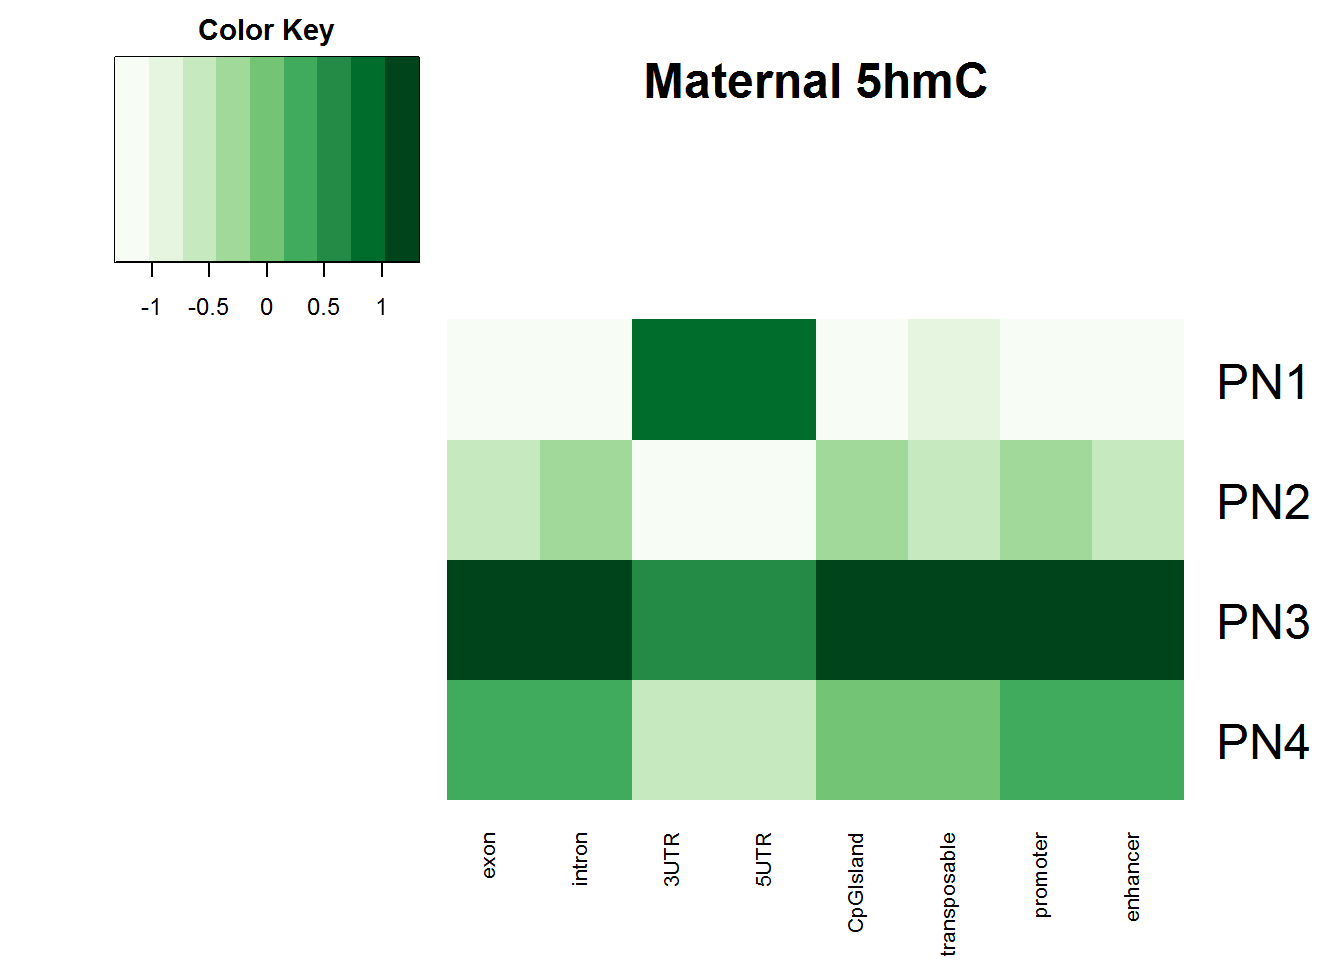 Color Key
Maternal 5hmC
-1 -0.5 0 0.5 1
PN1
PN2
PN3
PN4
exon
intron
3UTR
5UTR
CpGIsland
transposable
promoter
enhancer